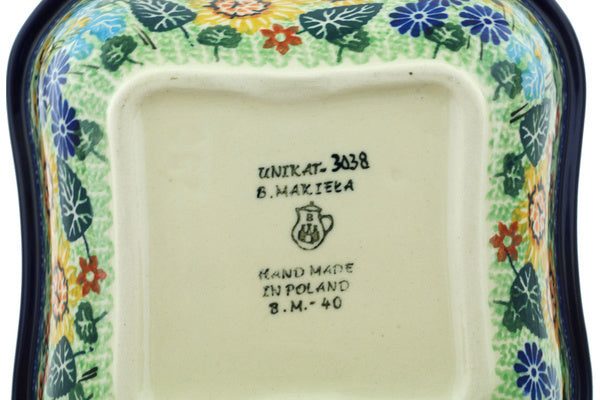 UNIKAT-3038
B. MAKIEŁA
B
HAND MADE
IN POLAND
B.M.-40